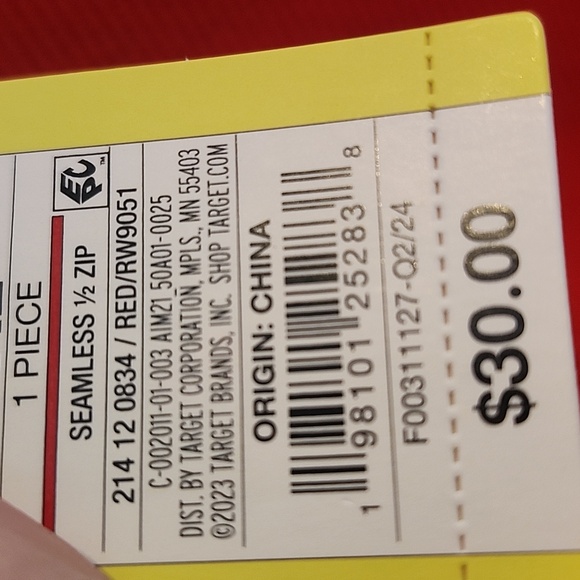 1 PIECE
SEAMLESS ½ ZIP EPC™
214 12 0834 / RED/RW9051
C-002011-01-003 AIM21 50A01-0025
DIST. BY TARGET CORPORATION, MPLS., MN 55403
©2023 TARGET BRANDS, INC. SHOP TARGET.COM
ORIGIN: CHINA
1 98101 25283 8
F00311127-Q2/24
$30.00